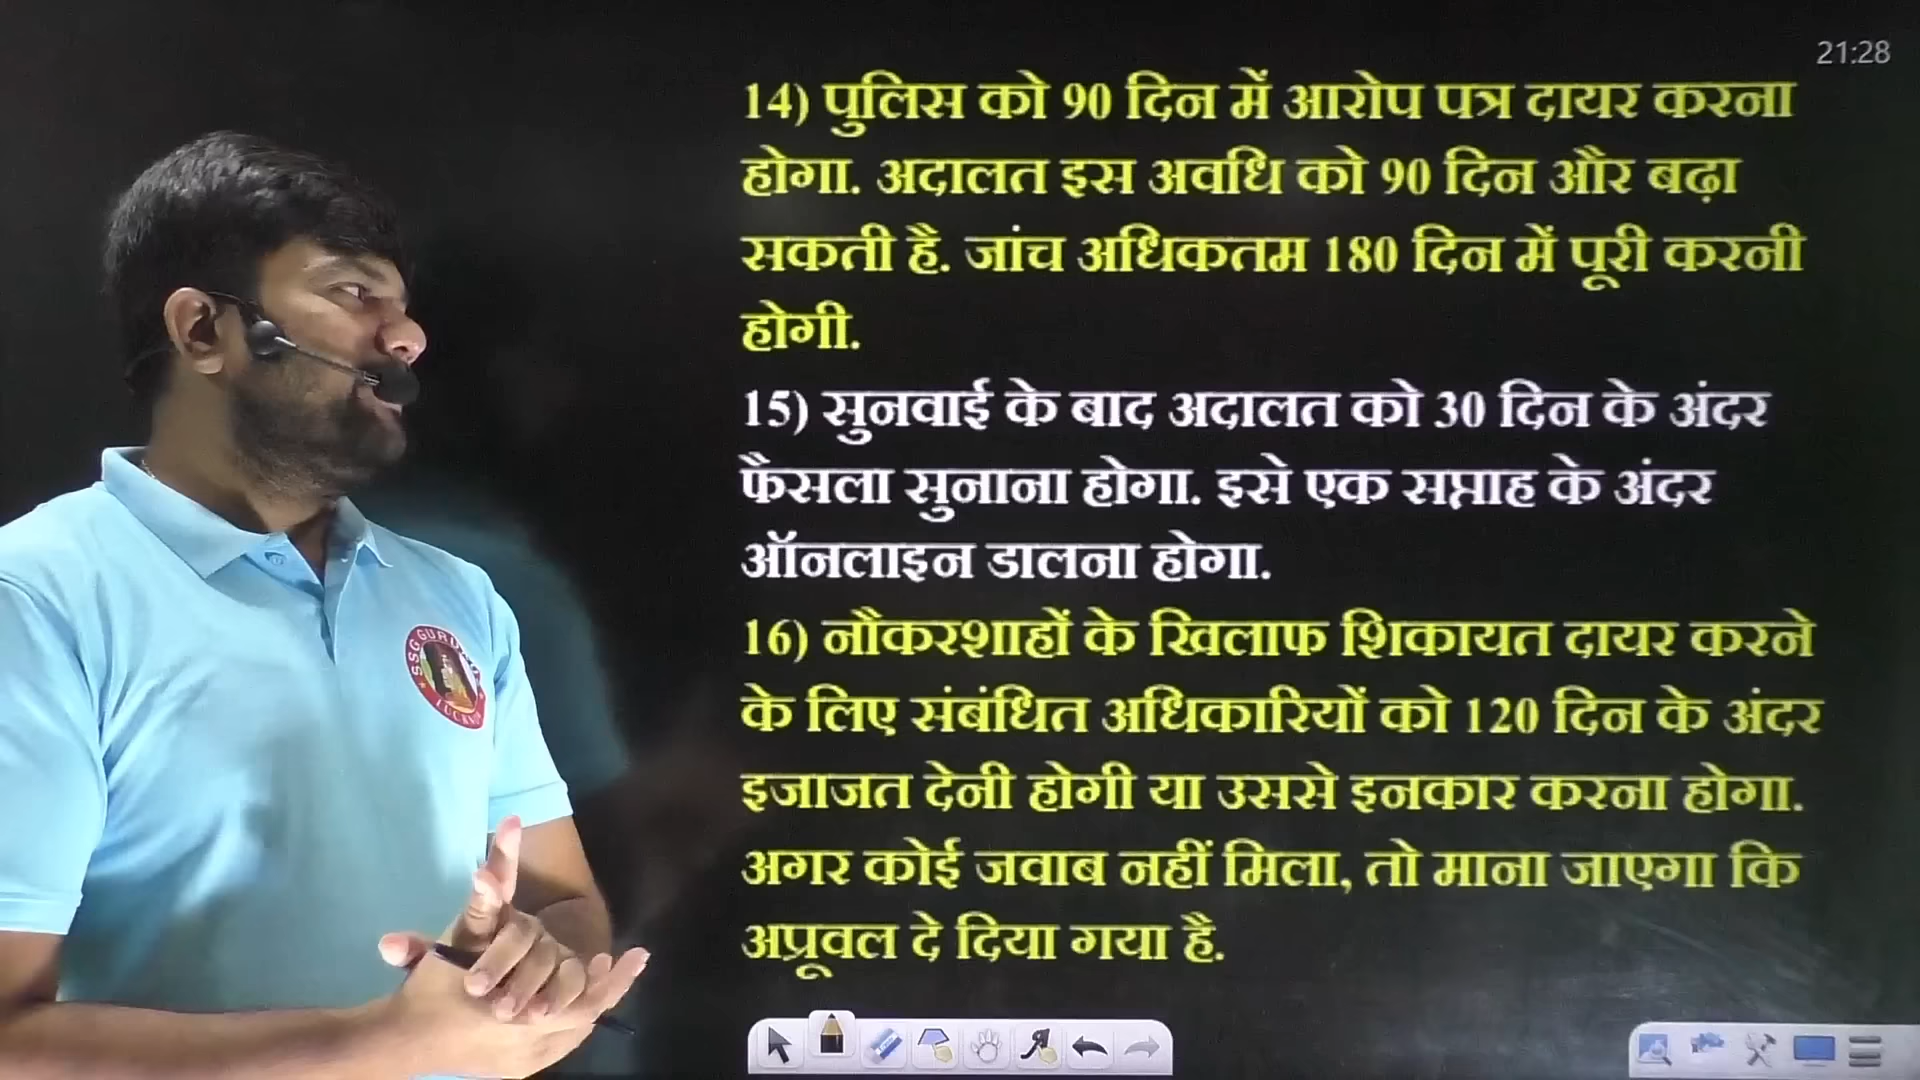 21:28
14) पुलिस को 90 दिन में आरोप पत्र दायर करना
होगा. अदालत इस अवधि को 90 दिन और बढ़ा
सकती है. जांच अधिकतम 180 दिन में पूरी करनी
होगी.
15) सुनवाई के बाद अदालत को 30 दिन के अंदर
फैसला सुनाना होगा. इसे एक सप्ताह के अंदर
ऑनलाइन डालना होगा.
16) नौकरशाहों के खिलाफ शिकायत दायर करने
के लिए संबंधित अधिकारियों को 120 दिन के अंदर
इजाजत देनी होगी या उससे इनकार करना होगा.
अगर कोई जवाब नहीं मिला, तो माना जाएगा कि
अप्रूवल दे दिया गया है.
SSG